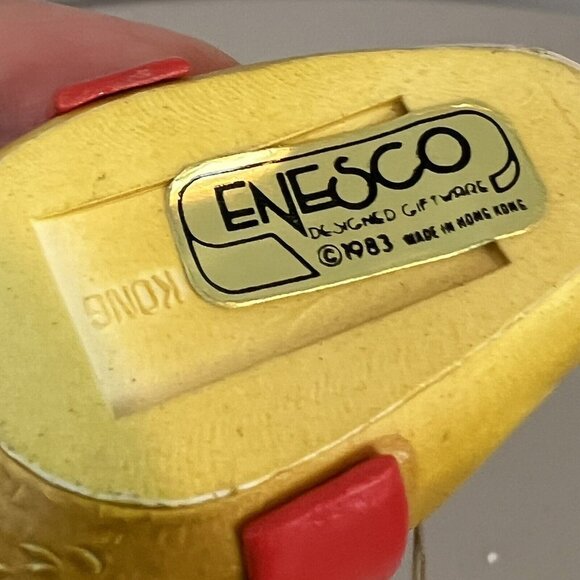 ENESCO
DESIGNED GIFTWARE
©1983 MADE IN HONG KONG
KONG